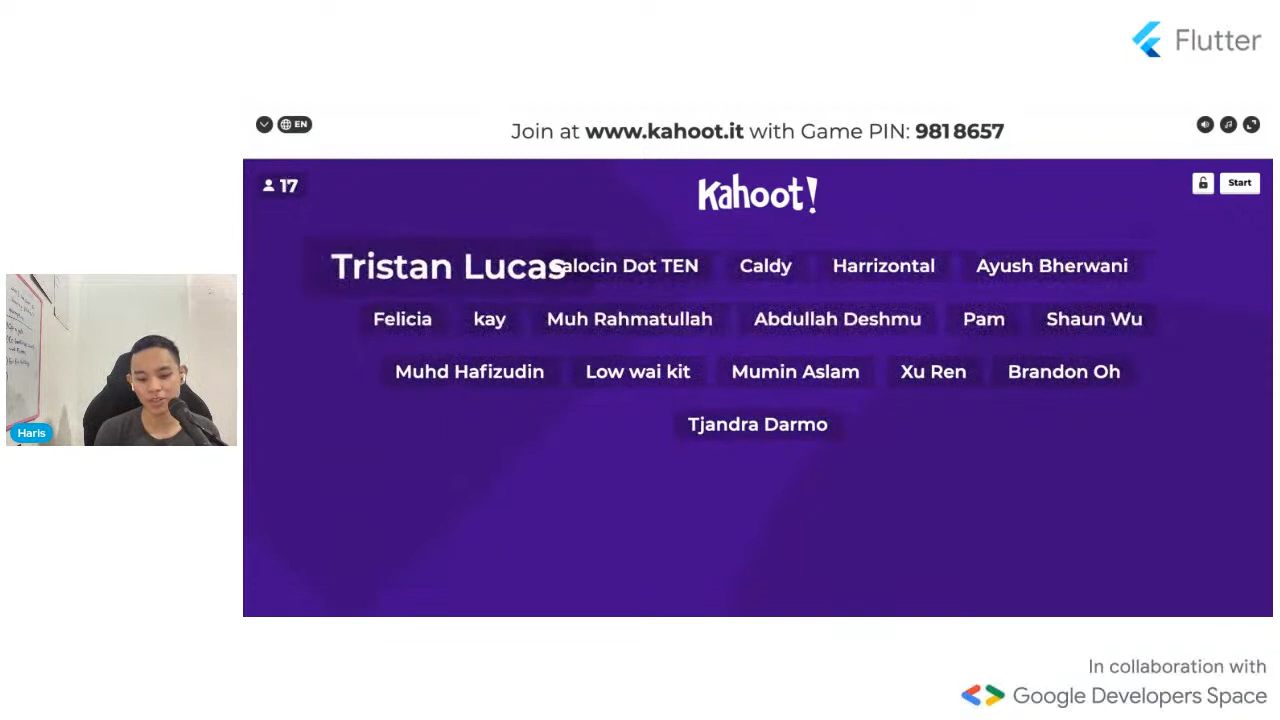 Flutter
EN
Join at www.kahoot.it with Game PIN: 981 8657
17
Kahoot!
Start
Tristan Lucas Dot TEN Caldy Harrizontal Ayush Bherwani
Felicia kay Muh Rahmatullah Abdullah Deshmu Pam Shaun Wu
Muhd Hafizudin Low wai kit Mumin Aslam Xu Ren Brandon Oh
Tjandra Darmo
Haris
In collaboration with
Google Developers Space